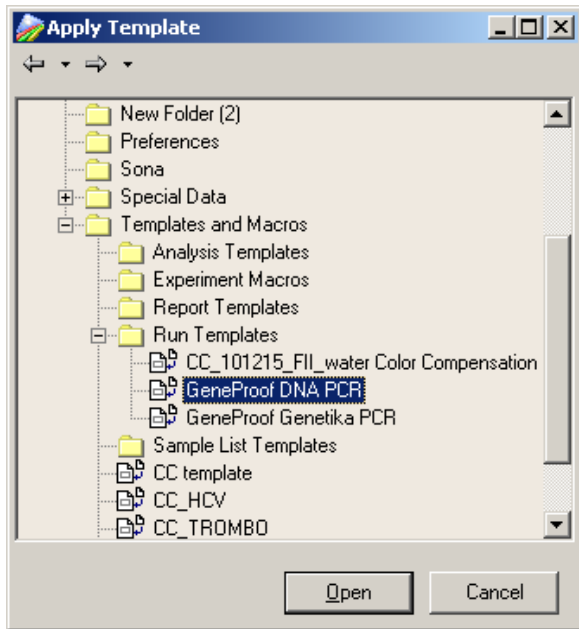 Apply Template
New Folder (2)
Preferences
Sona
Special Data
Templates and Macros
Analysis Templates
Experiment Macros
Report Templates
Run Templates
CC_101215_FII_water Color Compensation
GeneProof DNA PCR
GeneProof Genetika PCR
Sample List Templates
CC template
CC_HCV
CC_TROMBO
Open Cancel